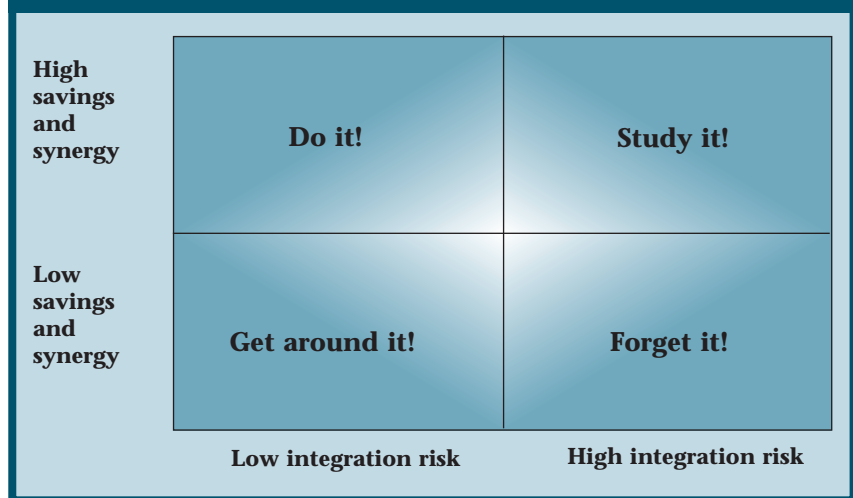 High
savings
and
synergy
Do it!
Study it!
Low
savings
and
synergy
Get around it!
Forget it!
Low integration risk
High integration risk